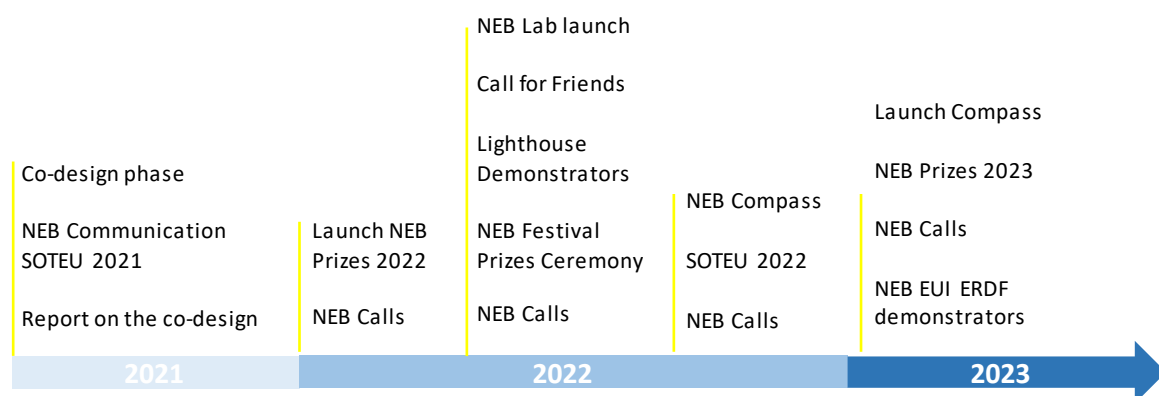 Co-design phase
NEB Communication
SOTEU 2021
Report on the co-design
Launch NEB
Prizes 2022
NEB Calls
NEB Lab launch
Call for Friends
Lighthouse
Demonstrators
NEB Festival
Prizes Ceremony
NEB Calls
NEB Compass
SOTEU 2022
NEB Calls
Launch Compass
NEB Prizes 2023
NEB Calls
NEB EUI ERDF
demonstrators
2021
2022
2023